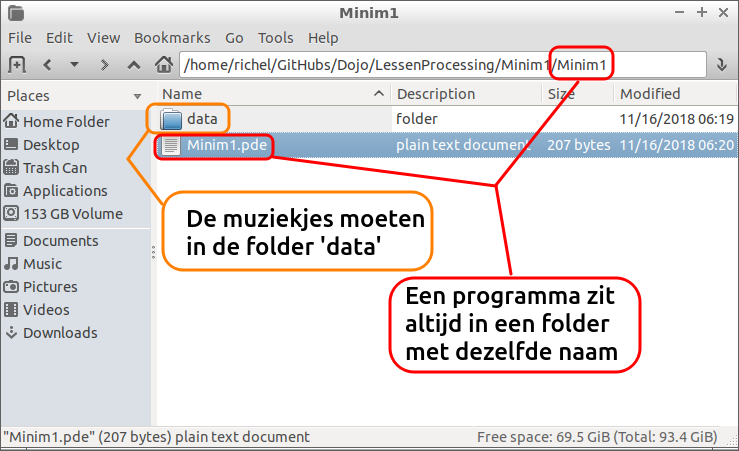 Minim1
File Edit View Bookmarks Go Tools Help
/home/richel/GitHubs/Dojo/LessenProcessing/Minim1/Minim1
Places
Name Description Size Modified
Home Folder
Desktop
Trash Can
Applications
153 GB Volume
Documents
Music
Pictures
Videos
Downloads
data folder 11/16/2018 06:19
Minim1.pde plain text document 207 bytes 11/16/2018 06:20
De muziekjes moeten
in de folder 'data'
Een programma zit
altijd in een folder
met dezelfde naam
"Minim1.pde" (207 bytes) plain text document
Free space: 69.5 GiB (Total: 93.4 GiB)